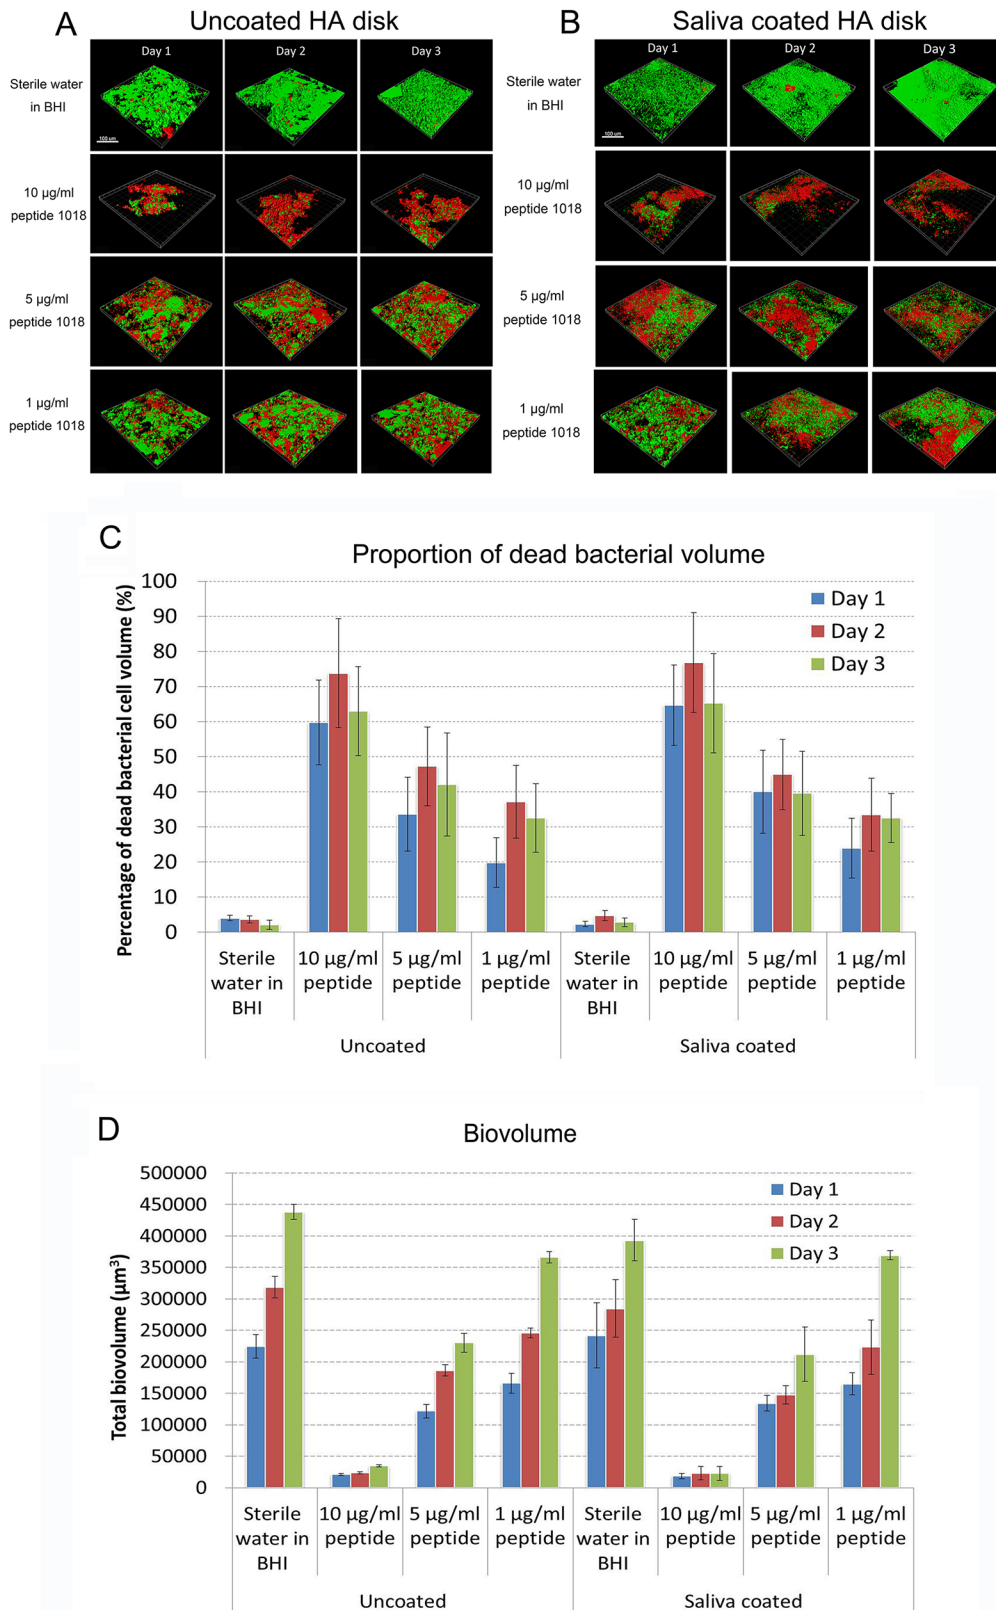 A
Uncoated HA disk
Day 1
Day 2
Day 3
Sterile water
in BHI
100 um
10 µg/ml
peptide 1018
5 µg/ml
peptide 1018
1 µg/ml
peptide 1018
B
Saliva coated HA disk
Day 1
Day 2
Day 3
Sterile water
in BHI
100 um
10 µg/ml
peptide 1018
5 µg/ml
peptide 1018
1 µg/ml
peptide 1018
C
Proportion of dead bacterial volume
Percentage of dead bacterial cell volume (%)
100
90
80
70
60
50
40
30
20
10
0
Day 1
Day 2
Day 3
Sterile
water in
BHI
10 µg/ml
peptide
5 µg/ml
peptide
1 µg/ml
peptide
Sterile
water in
BHI
10 µg/ml
peptide
5 µg/ml
peptide
1 µg/ml
peptide
Uncoated
Saliva coated
D
Biovolume
Total biovolume (µm³)
500000
450000
400000
350000
300000
250000
200000
150000
100000
50000
0
Day 1
Day 2
Day 3
Sterile
water in
BHI
10 µg/ml
peptide
5 µg/ml
peptide
1 µg/ml
peptide
Sterile
water in
BHI
10 µg/ml
peptide
5 µg/ml
peptide
1 µg/ml
peptide
Uncoated
Saliva coated